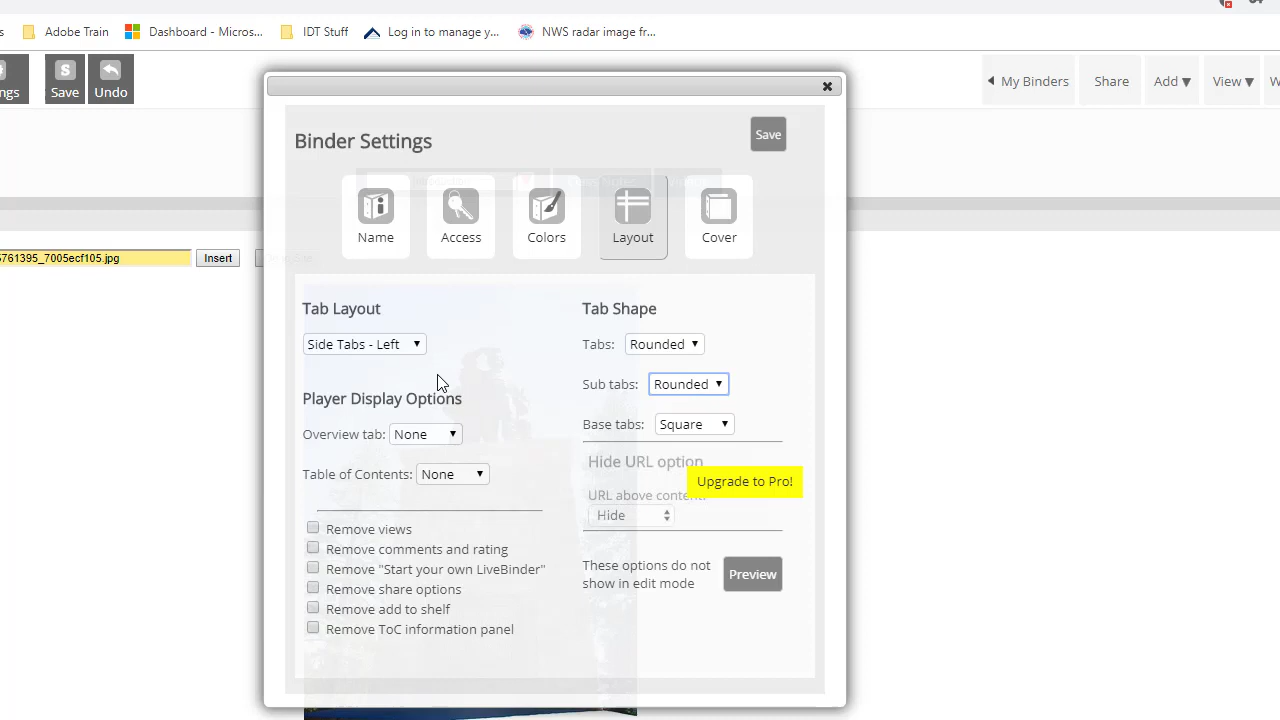 s Adobe Train Dashboard - Micros... IDT Stuff Log in to manage y... NWS radar image fr...
ngs Save Undo
My Binders Share Add ▼ View ▼ W
Binder Settings
Save
Name Access Colors Layout Cover
761395_7005ecf105.jpg Insert
Tab Layout
Side Tabs - Left
Player Display Options
Overview tab: None
Table of Contents: None
Remove views
Remove comments and rating
Remove "Start your own LiveBinder"
Remove share options
Remove add to shelf
Remove ToC information panel
Tab Shape
Tabs: Rounded
Sub tabs: Rounded
Base tabs: Square
Hide URL option
Upgrade to Pro!
URL above content:
Hide
These options do not
show in edit mode
Preview